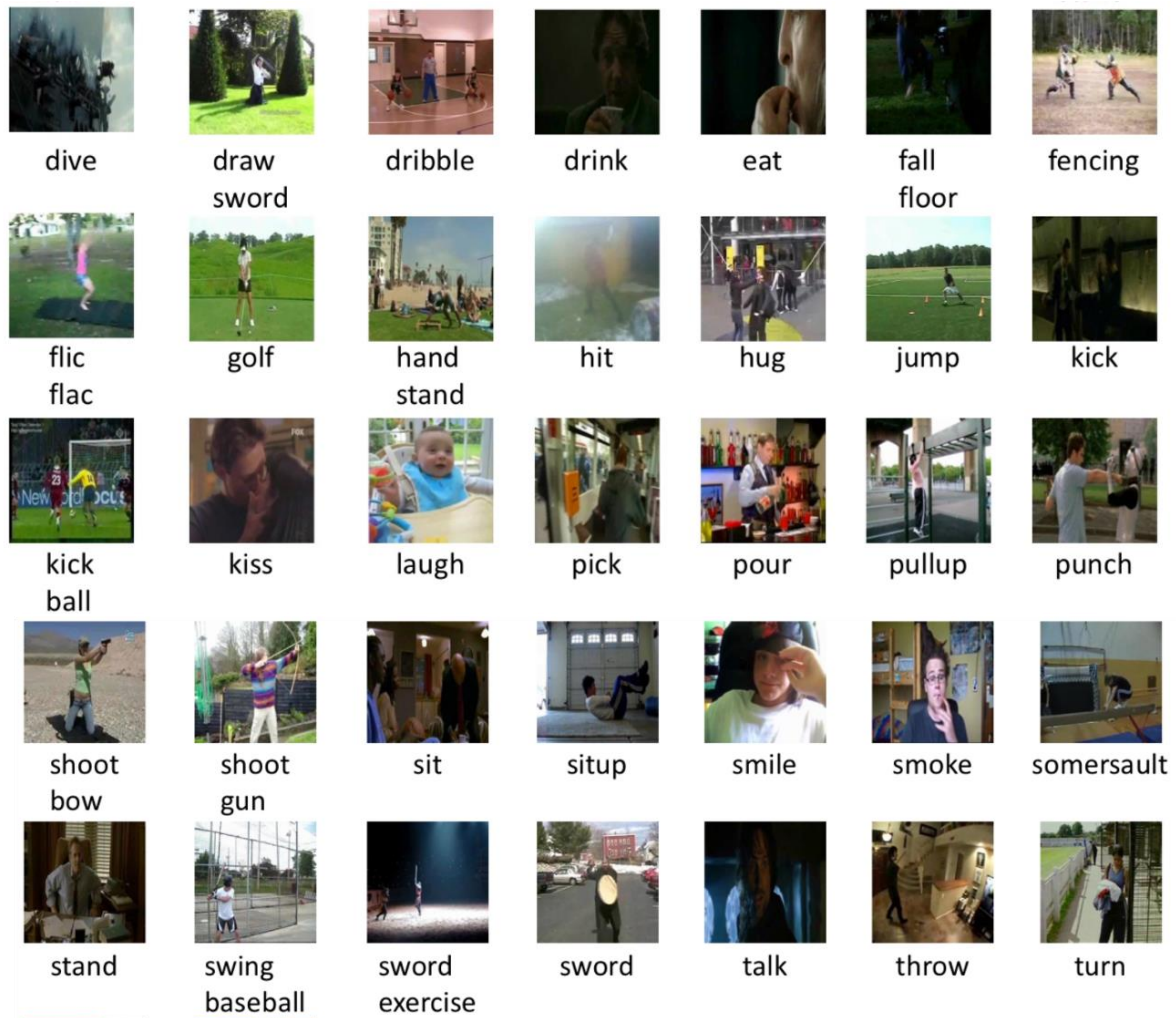 dive
draw
sword
dribble
drink
eat
fall
floor
fencing
flic
flac
golf
hand
stand
hit
hug
jump
kick
23
FOX
kick
ball
kiss
laugh
pick
pour
pullup
punch
shoot
bow
shoot
gun
sit
situp
smile
smoke
somersault
stand
swing
baseball
sword
exercise
sword
talk
throw
turn